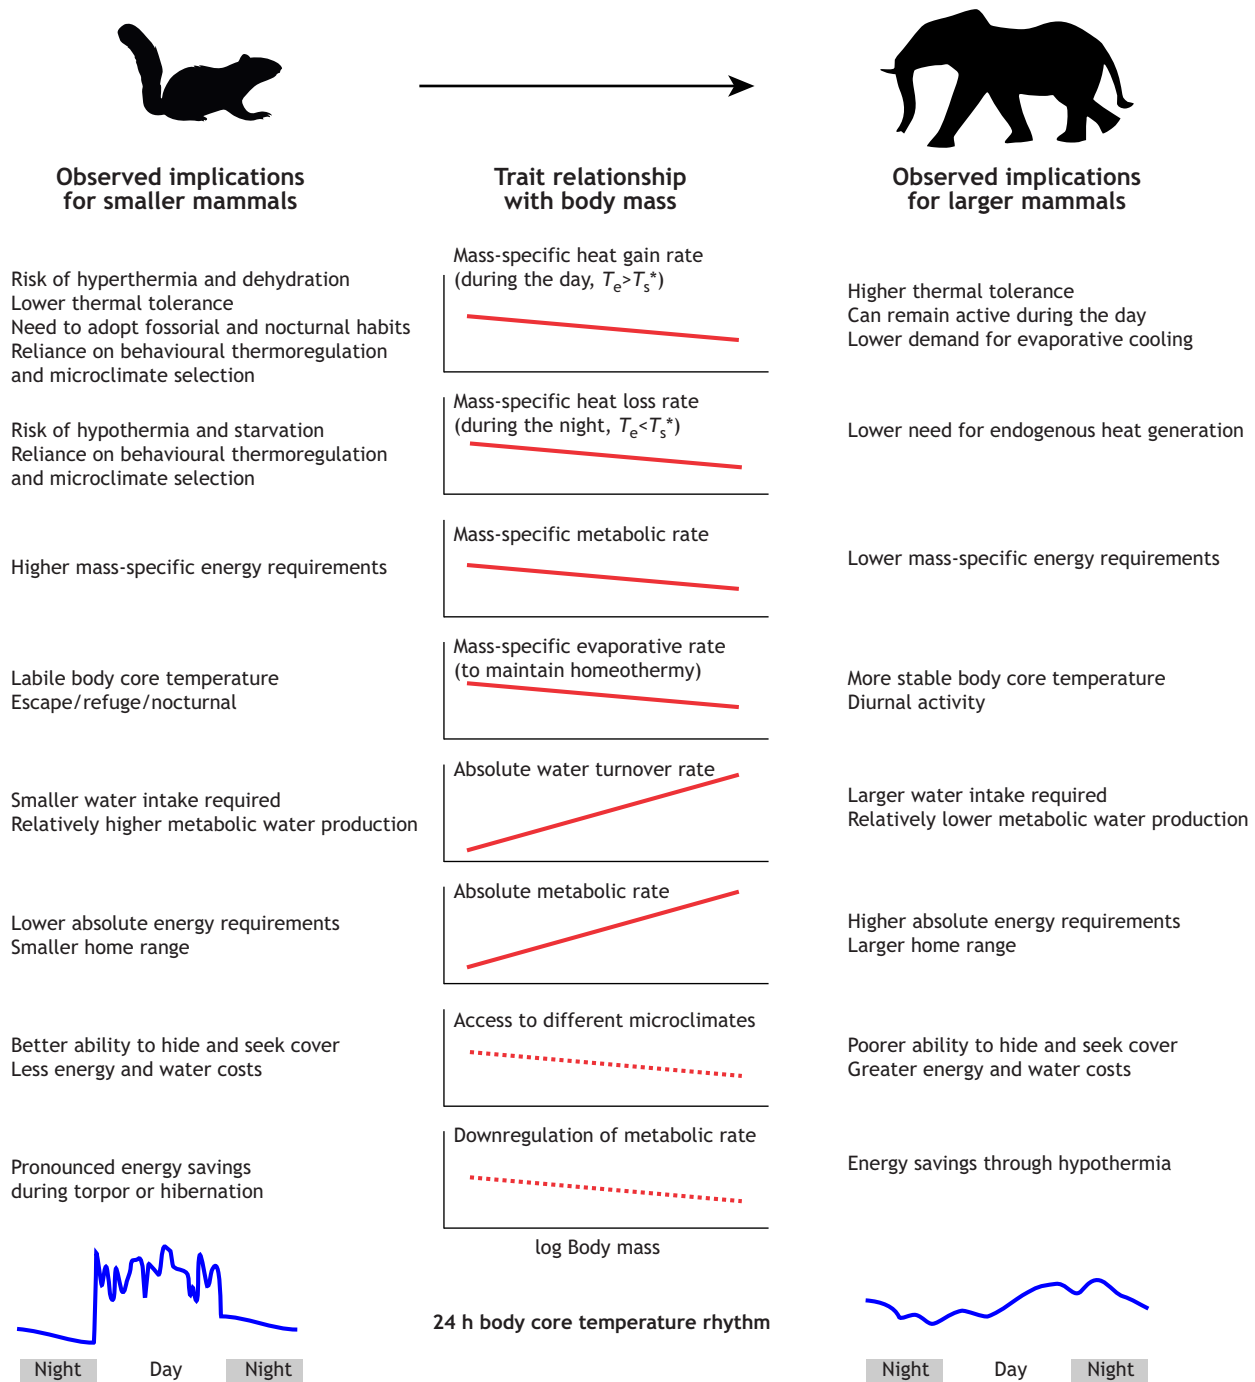 Observed implications
for smaller mammals
Trait relationship
with body mass
Observed implications
for larger mammals
Risk of hyperthermia and dehydration
Lower thermal tolerance
Need to adopt fossorial and nocturnal habits
Reliance on behavioural thermoregulation
and microclimate selection
Mass-specific heat gain rate
(during the day, Te>Ts*)
Higher thermal tolerance
Can remain active during the day
Lower demand for evaporative cooling
Risk of hypothermia and starvation
Reliance on behavioural thermoregulation
and microclimate selection
Mass-specific heat loss rate
(during the night, Te<Ts*)
Lower need for endogenous heat generation
Higher mass-specific energy requirements
Mass-specific metabolic rate
Lower mass-specific energy requirements
Labile body core temperature
Escape/refuge/nocturnal
Mass-specific evaporative rate
(to maintain homeothermy)
More stable body core temperature
Diurnal activity
Smaller water intake required
Relatively higher metabolic water production
Absolute water turnover rate
Larger water intake required
Relatively lower metabolic water production
Lower absolute energy requirements
Smaller home range
Absolute metabolic rate
Higher absolute energy requirements
Larger home range
Better ability to hide and seek cover
Less energy and water costs
Access to different microclimates
Poorer ability to hide and seek cover
Greater energy and water costs
Pronounced energy savings
during torpor or hibernation
Downregulation of metabolic rate
Energy savings through hypothermia
log Body mass
24 h body core temperature rhythm
Night Day Night
Night Day Night